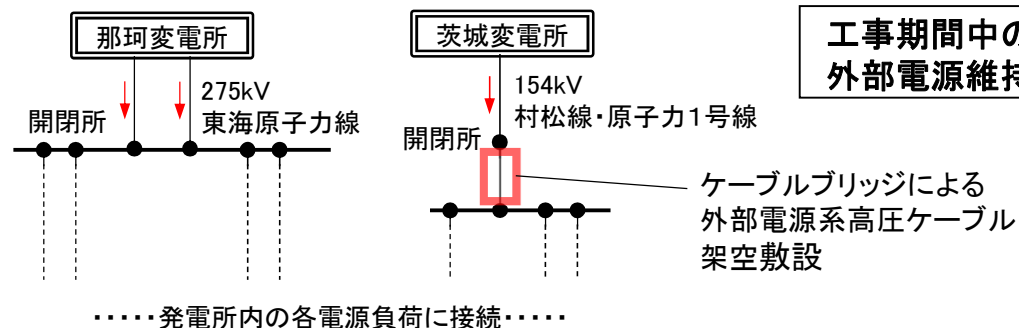 那珂変電所
茨城変電所
工事期間中の
外部電源維持
275kV
東海原子力線
開閉所
154kV
村松線・原子力1号線
開閉所
ケーブルブリッジによる
外部電源系高圧ケーブル
架空敷設
・・・・・発電所内の各電源負荷に接続・・・・・